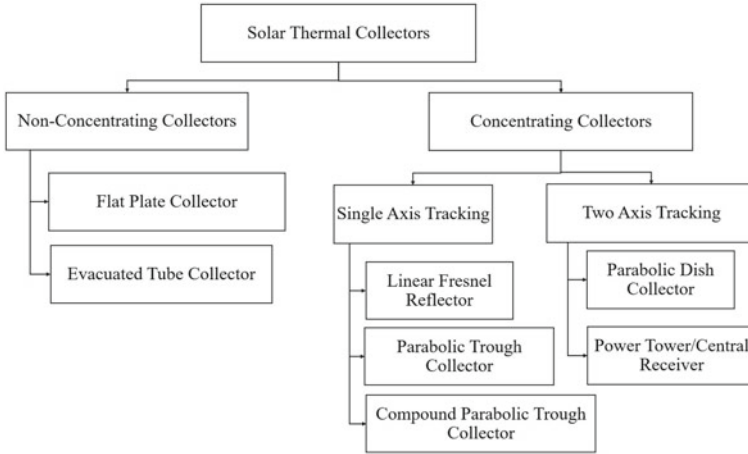 Solar Thermal Collectors
Non-Concentrating Collectors
Concentrating Collectors
Flat Plate Collector
Evacuated Tube Collector
Single Axis Tracking
Two Axis Tracking
Linear Fresnel
Reflector
Parabolic Trough
Collector
Compound Parabolic Trough
Collector
Parabolic Dish
Collector
Power Tower/Central
Receiver